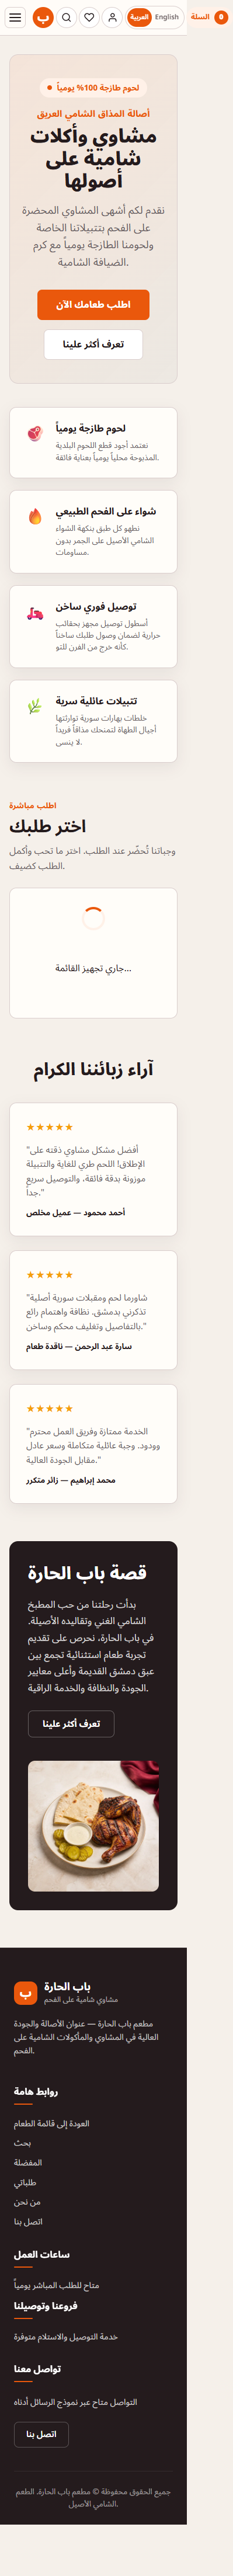 ب
العربية
English
السلة
0
لحوم طازجة 100% يومياً
أصالة المذاق الشامي العريق
مشاوي وأكلات
شامية على
أصولها
نقدم لكم أشهى المشاوي المحضرة
على الفحم بتتبيلاتنا الخاصة
ولحومنا الطازجة يومياً مع كرم
الضيافة الشامية.
اطلب طعامك الآن
تعرف أكثر علينا
لحوم طازجة يومياً
نعتمد أجود قطع اللحوم البلدية
المذبوحة محلياً يومياً بعناية فائقة.
شواء على الفحم الطبيعي
نطهو كل طبق بنكهة الشواء
الشامي الأصيل على الجمر بدون
مساومات.
توصيل فوري ساخن
أسطول توصيل مجهز بحقائب
حرارية لضمان وصول طلبك ساخناً
كأنه خرج من الفرن للتو.
تتبيلات عائلية سرية
خلطات بهارات سورية توارثتها
أجيال الطهاة لتمنحك مذاقاً فريداً
لا ينسى.
اطلب مباشرة
اختر طبلك
وجباتنا تُحضّر عند الطلب. اختر ما تحب وأكمل
الطلب كضيف.
جاري تجهيز القائمة...
آراء زبائننا الكرام
★★★★★
"أفضل مشكل مشاوي ذقته على
الإطلاق! اللحم طري للغاية والتتبيلة
موزونة بدقة فائقة، والتوصيل سريع
جداً."
أحمد محمود — عميل مخلص
★★★★★
"شاورما لحم ومقبلات سورية أصلية
تذكرني بدمشق. نظافة واهتمام رائع
بالتفاصيل وتغليف محكم وساخن."
سارة عبد الرحمن — ناقدة طعام
★★★★★
"الخدمة ممتازة وفريق العمل محترم
وودود. وجبة عائلية متكاملة وسعر عادل
مقابل الجودة العالية."
محمد إبراهيم — زائر متكرر
قصة باب الحارة
بدأت رحلتنا من حب المطبخ
الشامي الغني وتقاليده الأصيلة.
في باب الحارة، نحرص على تقديم
تجربة طعام استثنائية تجمع بين
عبق دمشق القديمة وأعلى معايير
الجودة والنظافة والخدمة الراقية.
تعرف أكثر علينا
ب
باب الحارة
مشاوي شامية على الفحم
مطعم باب الحارة — عنوان الأصالة والجودة
العالية في المشاوي والمأكولات الشامية على
الفحم.
روابط هامة
العودة إلى قائمة الطعام
بحث
المفضلة
طلباتي
من نحن
اتصل بنا
ساعات العمل
متاح للطلب المباشر يومياً
فروعنا وتوصيلنا
خدمة التوصيل والاستلام متوفرة
تواصل معنا
التواصل متاح عبر نموذج الرسائل أدناه
اتصل بنا
جميع الحقوق محفوظة © مطعم باب الحارة. الطعم
الشامي الأصيل.